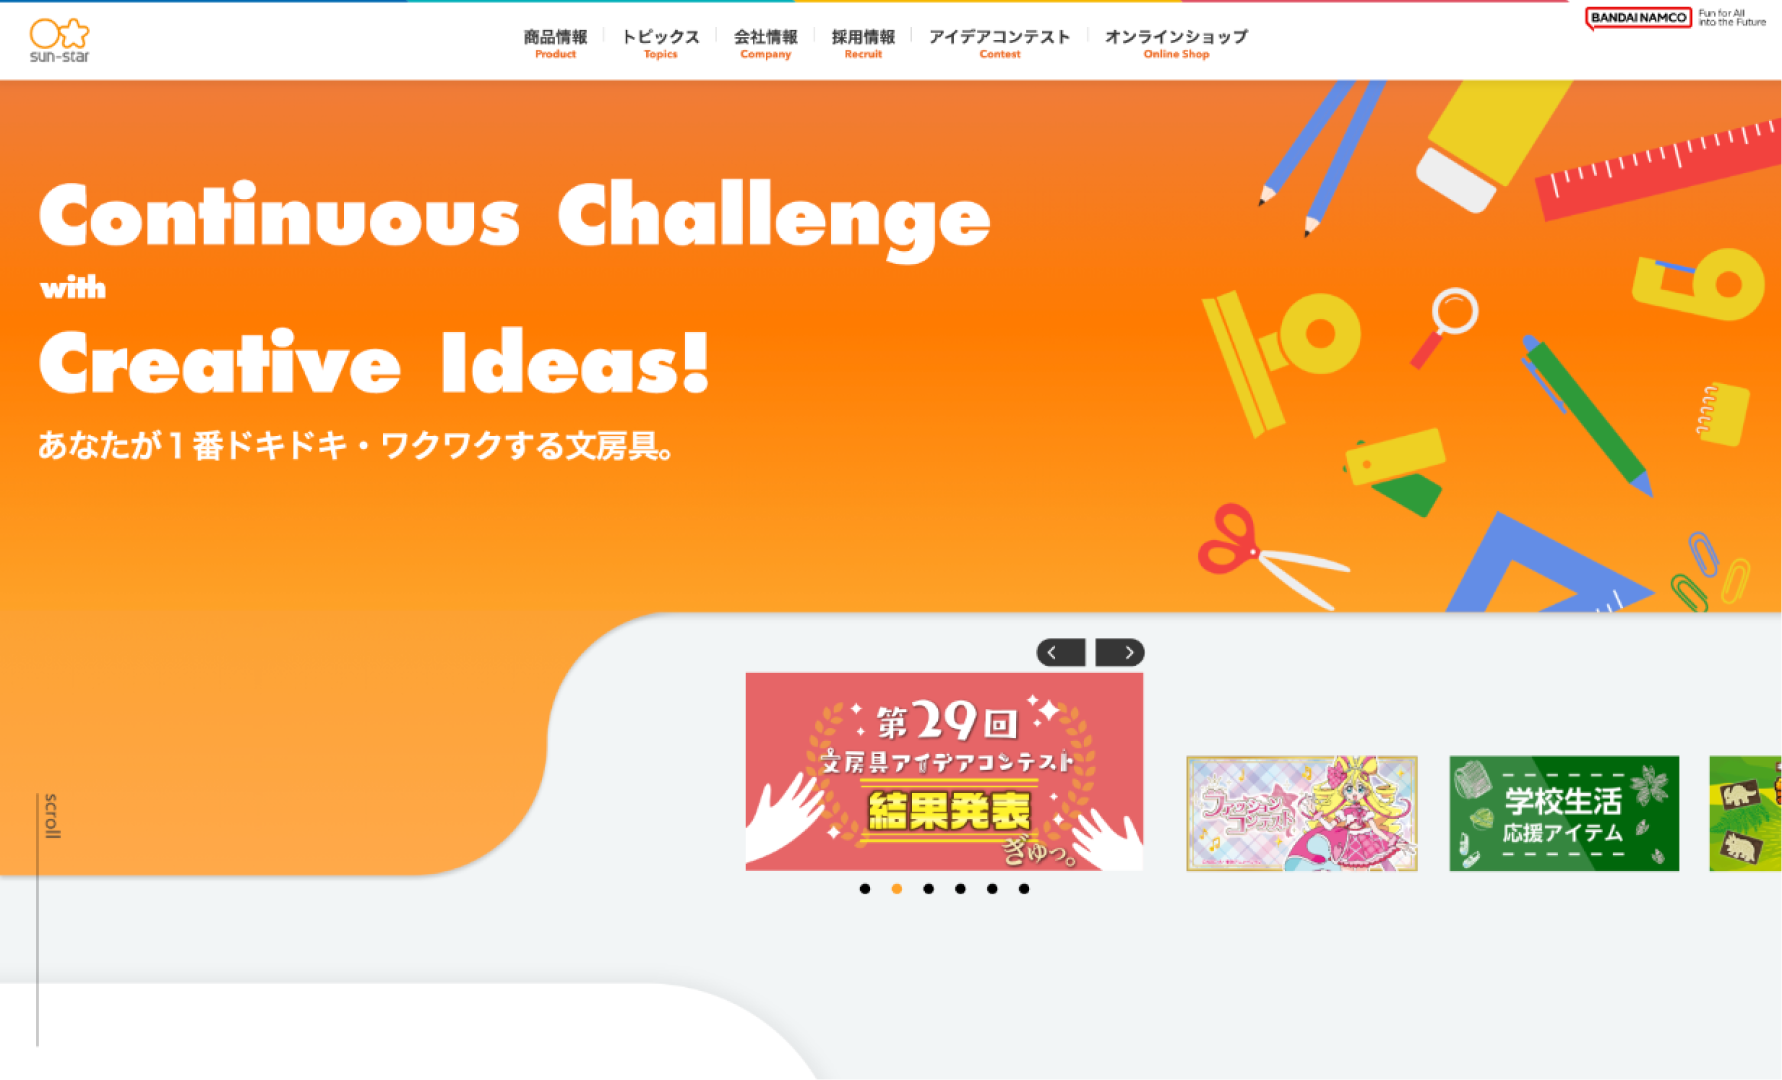 sun-star
商品情報
Product
トピックス
Topics
会社情報
Company
採用情報
Recruit
アイデアコンテスト
Contest
オンラインショップ
Online Shop
BANDAI NAMCO
Fun for All
into the Future
Continuous Challenge
with
Creative Ideas!
あなたが1番ドキドキ・ワクワクする文房具。
scroll
第29回
文房具アイデアコンテスト
結果発表
ぎゅっ。
ファッション
コンテスト
学校生活
応援アイテム